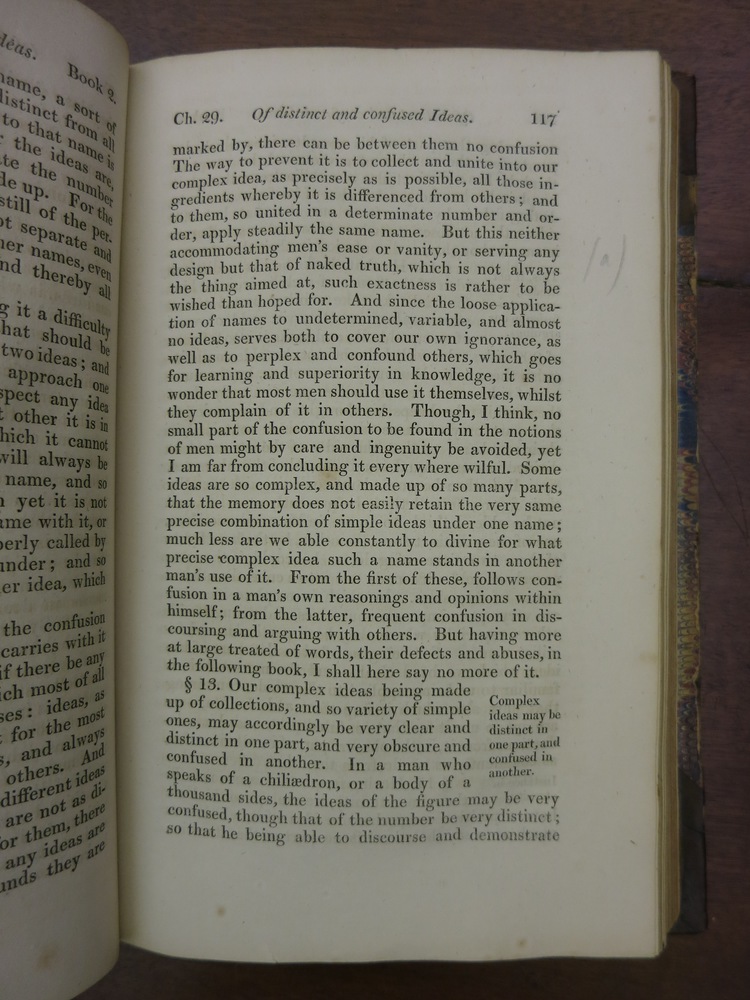 deas. Book 2.
name, a sort of
distinct from all
to that name is
r the ideas are,
ate the number
de up. For the
still of the per-
ot separate and
her names, even
nd thereby all
g it a difficulty
hat should be
two ideas; and
approach one
spect any idea
t other it is in
hich it cannot
will always be
name, and so
n yet it is not
ame with it, or
perly called by
under; and so
er idea, which
the confusion
carries with it
if there be any
ich most of all
ses: ideas, as
t for the most
s, and always
others. And
different ideas
are not as di-
for them, there
any ideas are
unds they are
Ch. 29. Of distinct and confused Ideas. 117
marked by, there can be between them no confusion
The way to prevent it is to collect and unite into our
complex idea, as precisely as is possible, all those in-
gredients whereby it is differenced from others; and
to them, so united in a determinate number and or-
der, apply steadily the same name. But this neither
accommodating men's ease or vanity, or serving any
design but that of naked truth, which is not always
the thing aimed at, such exactness is rather to be
wished than hoped for. And since the loose applica-
tion of names to undetermined, variable, and almost
no ideas, serves both to cover our own ignorance, as
well as to perplex and confound others, which goes
for learning and superiority in knowledge, it is no
wonder that most men should use it themselves, whilst
they complain of it in others. Though, I think, no
small part of the confusion to be found in the notions
of men might by care and ingenuity be avoided, yet
I am far from concluding it every where wilful. Some
ideas are so complex, and made up of so many parts,
that the memory does not easily retain the very same
precise combination of simple ideas under one name;
much less are we able constantly to divine for what
precise complex idea such a name stands in another
man's use of it. From the first of these, follows con-
fusion in a man's own reasonings and opinions within
himself; from the latter, frequent confusion in dis-
coursing and arguing with others. But having more
at large treated of words, their defects and abuses, in
the following book, I shall here say no more of it.
§ 13. Our complex ideas being made
up of collections, and so variety of simple
ones, may accordingly be very clear and
distinct in one part, and very obscure and
confused in another. In a man who
speaks of a chiliædron, or a body of a
thousand sides, the ideas of the figure may be very
confused, though that of the number be very distinct;
so that he being able to discourse and demonstrate
Complex
ideas may be
distinct in
one part, and
confused in
another.